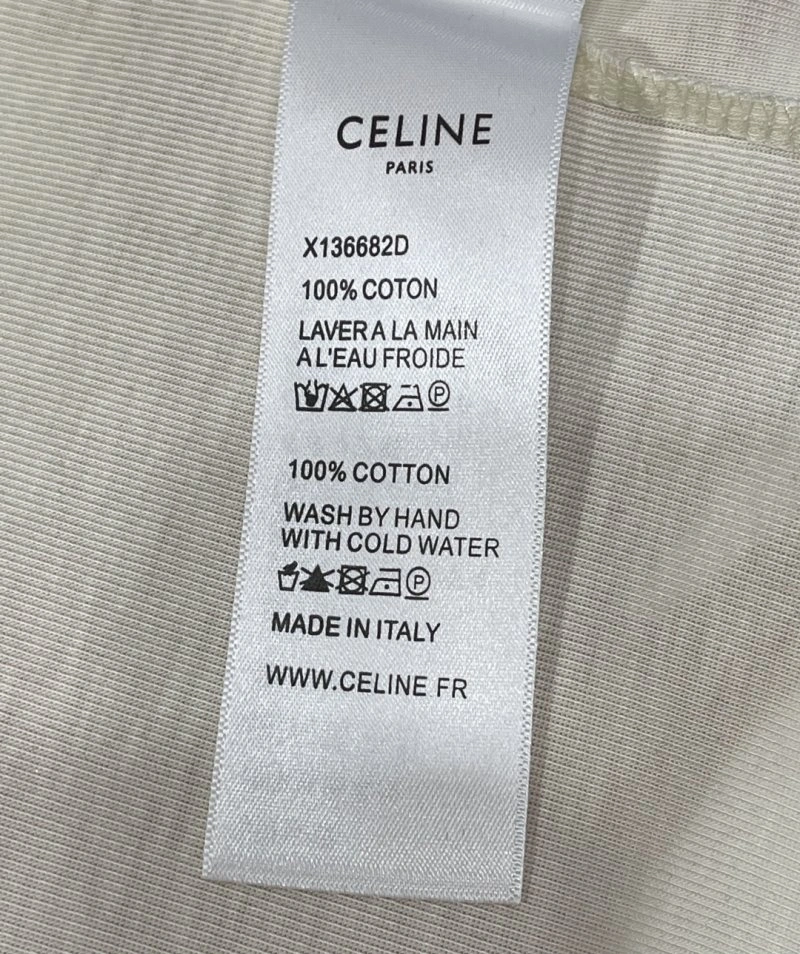 CELINE
PARIS
X136682D
100% COTON
LAVER A LA MAIN
A L'EAU FROIDE
P
100% COTTON
WASH BY HAND
WITH COLD WATER
P
MADE IN ITALY
WWW.CELINE FR